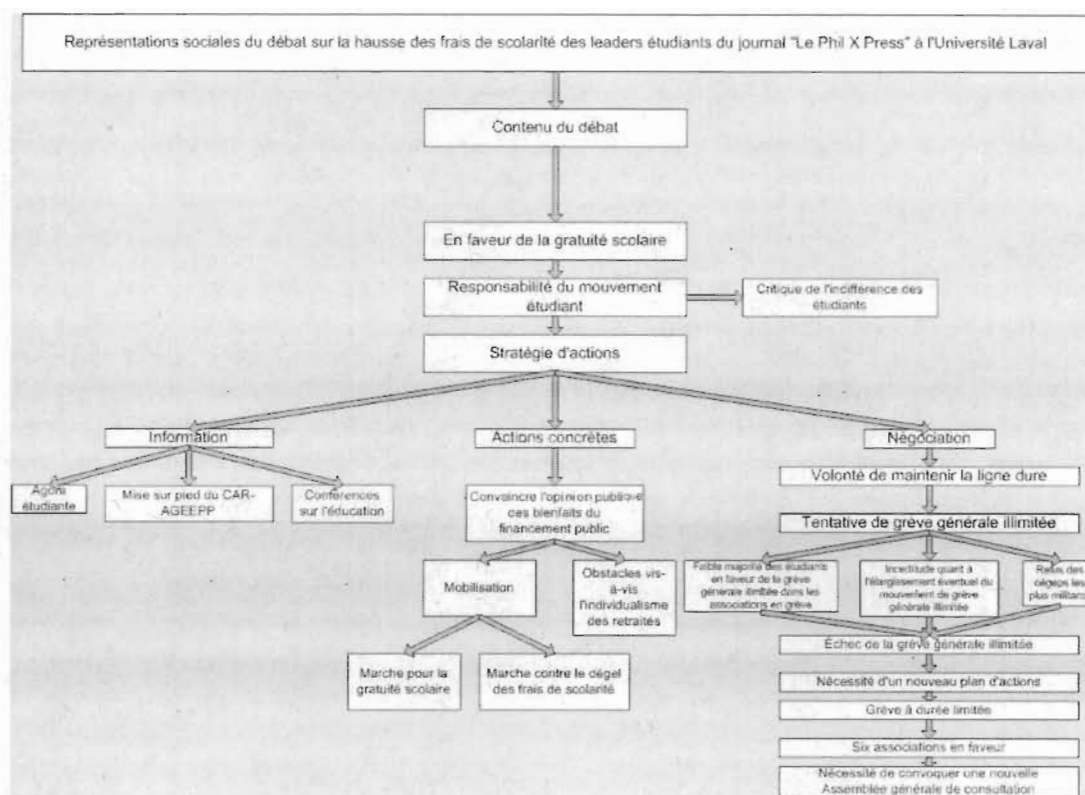 Représentations sociales du débat sur la hausse des frais de scolarité des leaders étudiants du journal "Le Phil X Press" à l'Université Laval
Contenu du débat
En faveur de la gratuité scolaire
Responsabilité du mouvement
étudiant
Critique de l'indifférence des
étudiants
Stratégie d'actions
Information
Actions concrètes
Négociation
Agora
étudiante
Mise sur pied du CAR-
AGEEPP
Conférences
sur l'éducation
Convaincre l'opinion publique
des bienfaits du
financement public
Volonté de maintenir la ligne dure
Tentative de grève générale illimitée
Mobilisation
Obstacles vis-
à-vis
l'individualisme
des retraités
Faible majorité des étudiants
en faveur de la grève
générale illimitée dans les
associations en grève
Incertitude quant à
l'élargissement éventuel du
mouvement de grève
générale illimitée
des
cégeps les
plus militants
Marche pour la
gratuité scolaire
Marche contre le dégel
des frais de scolarité
Échec de la grève générale illimitée
Nécessité d'un nouveau plan d'actions
Grève à durée limitée
Six associations en faveur
Nécessité de convoquer une nouvelle
Assemblée générale de consultation